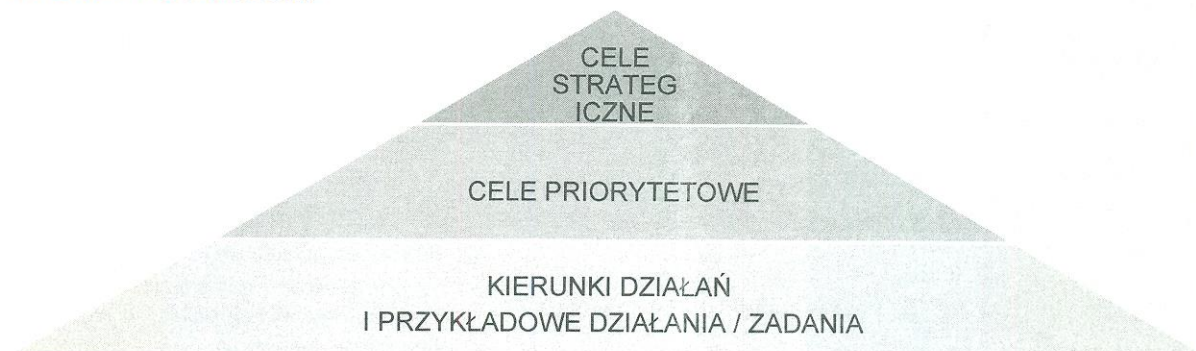 CELE
STRATEG
ICZNE
CELE PRIORYTETOWE
KIERUNKI DZIAŁAŃ
I PRZYKŁADOWE DZIAŁANIA / ZADANIA